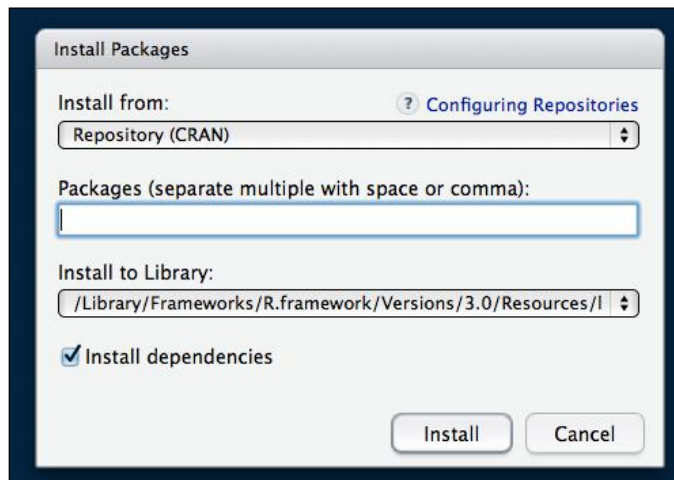 Install Packages
Install from:
? Configuring Repositories
Repository (CRAN)
Packages (separate multiple with space or comma):
Install to Library:
/Library/Frameworks/R.framework/Versions/3.0/Resources/l
Install dependencies
Install
Cancel